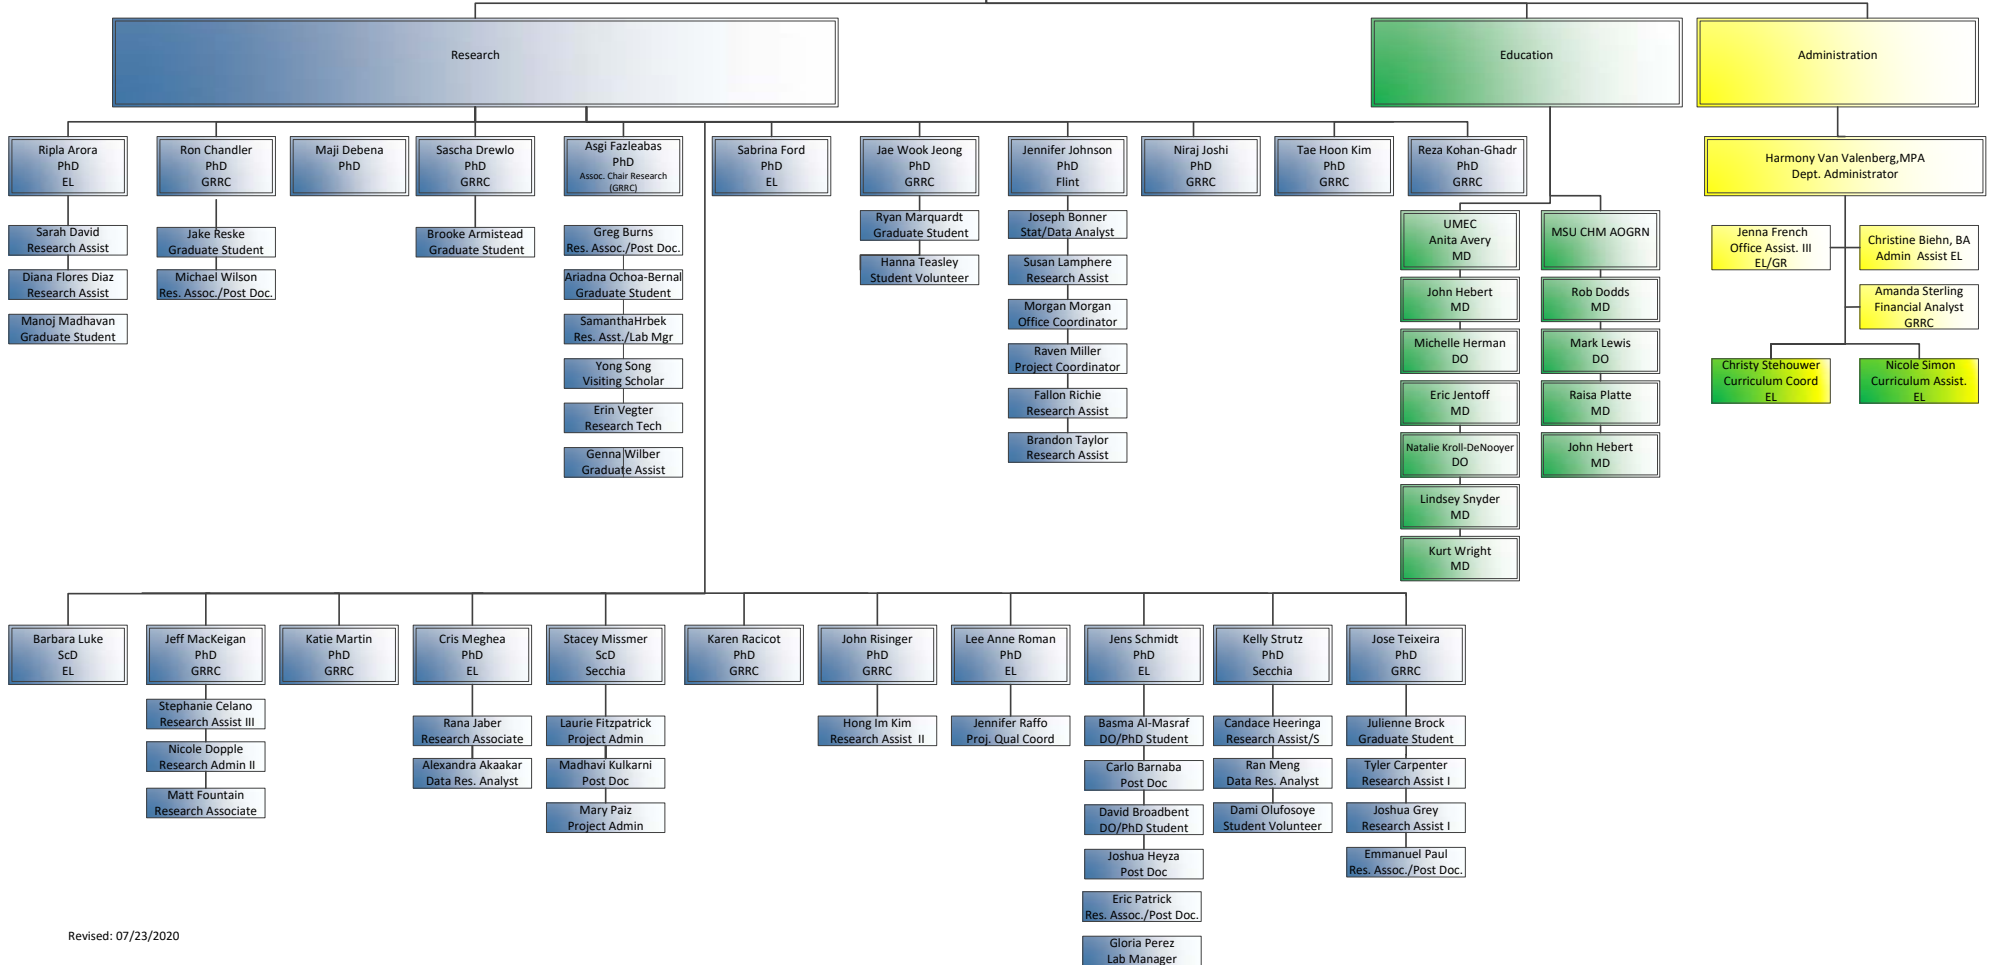 Research
Education
Administration
Ripla Arora
PhD
EL
Ron Chandler
PhD
GRRC
Maji Debena
PhD
Sascha Drewlo
PhD
GRRC
Asgi Fazleabas
PhD
Assoc. Chair Research
(GRRC)
Sabrina Ford
PhD
EL
Jae Wook Jeong
PhD
GRRC
Jennifer Johnson
PhD
Flint
Niraj Joshi
PhD
GRRC
Tae Hoon Kim
PhD
GRRC
Reza Kohan-Ghadr
PhD
GRRC
Harmony Van Valenberg,MPA
Dept. Administrator
Sarah David
Research Assist
Diana Flores Diaz
Research Assist
Manoj Madhavan
Graduate Student
Jake Reske
Graduate Student
Michael Wilson
Res. Assoc./Post Doc.
Brooke Armistead
Graduate Student
Greg Burns
Res. Assoc./Post Doc.
Ariadna Ochoa-Bernal
Graduate Student
SamanthaHrbek
Res. Asst./Lab Mgr
Yong Song
Visiting Scholar
Erin Vegter
Research Tech
Genna Wilber
Graduate Assist
Ryan Marquardt
Graduate Student
Hanna Teasley
Student Volunteer
Joseph Bonner
Stat/Data Analyst
Susan Lamphere
Research Assist
Morgan Morgan
Office Coordinator
Raven Miller
Project Coordinator
Fallon Richie
Research Assist
Brandon Taylor
Research Assist
UMEC
Anita Avery
MD
John Hebert
MD
Michelle Herman
DO
Eric Jentoff
MD
Natalie Kroll-DeNooyer
DO
Lindsey Snyder
MD
Kurt Wright
MD
MSU CHM AOGRN
Rob Dodds
MD
Mark Lewis
DO
Raisa Platte
MD
John Hebert
MD
Jenna French
Office Assist. III
EL/GR
Christine Biehn, BA
Admin Assist EL
Amanda Sterling
Financial Analyst
GRRC
Christy Stehouwer
Curriculum Coord
EL
Nicole Simon
Curriculum Assist.
EL
Barbara Luke
ScD
EL
Jeff MacKeigan
PhD
GRRC
Katie Martin
PhD
GRRC
Cris Meghea
PhD
EL
Stacey Missmer
ScD
Secchia
Karen Racicot
PhD
GRRC
John Risinger
PhD
GRRC
Lee Anne Roman
PhD
EL
Jens Schmidt
PhD
EL
Kelly Strutz
PhD
Secchia
Jose Teixeira
PhD
GRRC
Stephanie Celano
Research Assist III
Nicole Dopple
Research Admin II
Matt Fountain
Research Associate
Rana Jaber
Research Associate
Alexandra Akaakar
Data Res. Analyst
Laurie Fitzpatrick
Project Admin
Madhavi Kulkarni
Post Doc
Mary Paiz
Project Admin
Hong Im Kim
Research Assist II
Jennifer Raffo
Proj. Qual Coord
Basma Al-Masraf
DO/PhD Student
Carlo Barnaba
Post Doc
David Broadbent
DO/PhD Student
Joshua Heyza
Post Doc
Eric Patrick
Res. Assoc./Post Doc.
Gloria Perez
Lab Manager
Candace Heeringa
Research Assist/S
Ran Meng
Data Res. Analyst
Dami Olufosoye
Student Volunteer
Julienne Brock
Graduate Student
Tyler Carpenter
Research Assist I
Joshua Grey
Research Assist I
Emmanuel Paul
Res. Assoc./Post Doc.
Revised: 07/23/2020